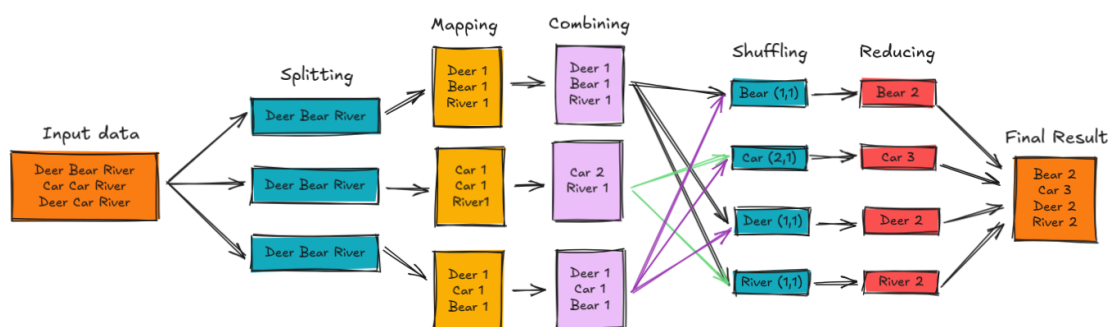 Mapping
Combining
Shuffling
Reducing
Splitting
Input data
Final Result
Deer Bear River
Car Car River
Deer Car River
Deer Bear River
Deer Bear River
Deer Bear River
Deer 1
Bear 1
River 1
Car 1
Car 1
River1
Deer 1
Car 1
Bear 1
Deer 1
Bear 1
River 1
Car 2
River 1
Deer 1
Car 1
Bear 1
Bear (1,1)
Car (2,1)
Deer (1,1)
River (1,1)
Bear 2
Car 3
Deer 2
River 2
Bear 2
Car 3
Deer 2
River 2